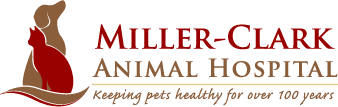 Miller-Clark
Animal Hospital
Keeping pets healthy for over 100 years